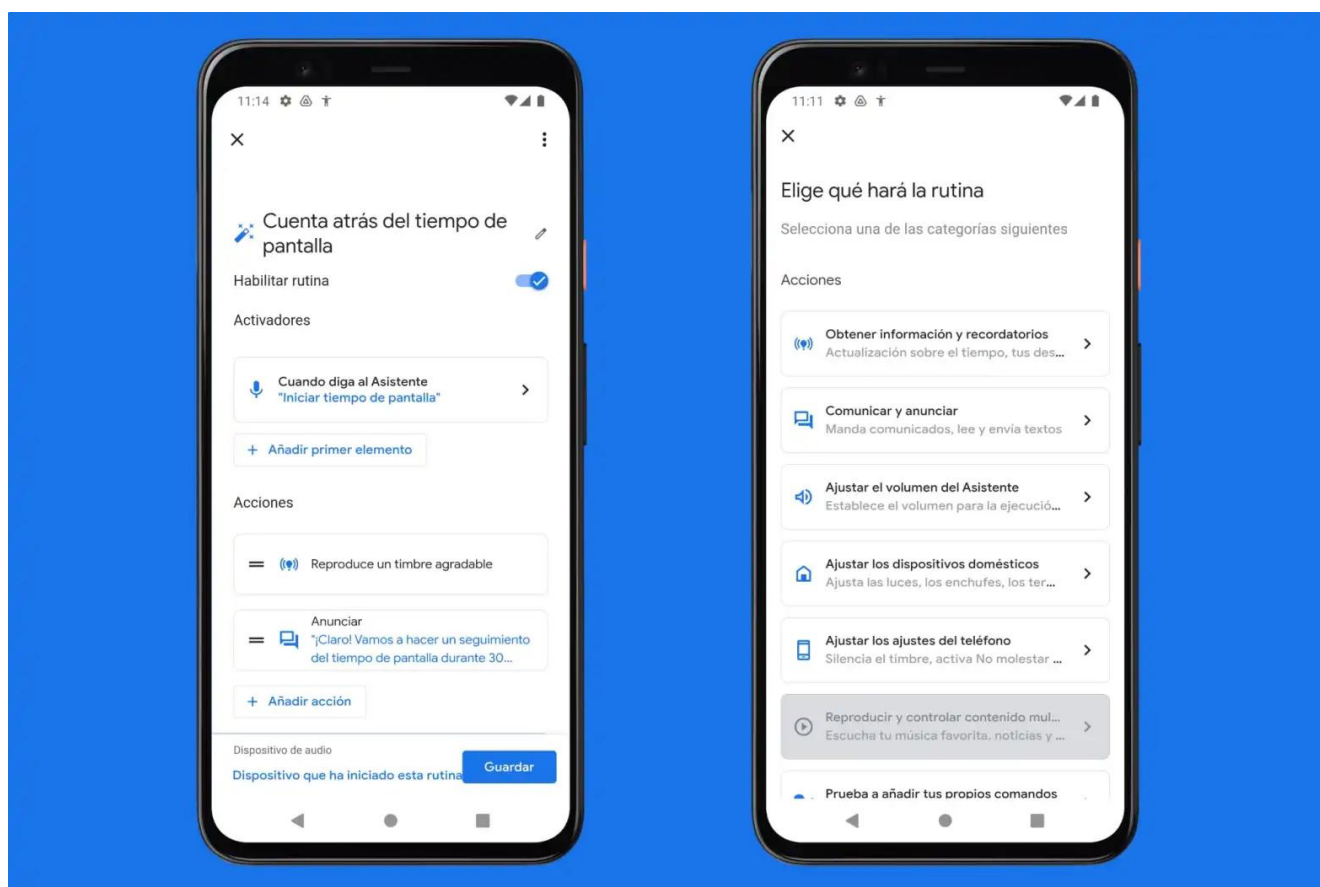 11:14
Cuenta atrás del tiempo de
pantalla
Habilitar rutina
Activadores
Cuando diga al Asistente
"Iniciar tiempo de pantalla"
+ Añadir primer elemento
Acciones
Reproduce un timbre agradable
Anunciar
"¡Claro! Vamos a hacer un seguimiento
del tiempo de pantalla durante 30...
+ Añadir acción
Dispositivo de audio
Dispositivo que ha iniciado esta rutina
Guardar
11:11
Elige qué hará la rutina
Selecciona una de las categorías siguientes
Acciones
Obtener información y recordatorios
Actualización sobre el tiempo, tus des...
Comunicar y anunciar
Manda comunicados, lee y envía textos
Ajustar el volumen del Asistente
Establece el volumen para la ejecució...
Ajustar los dispositivos domésticos
Ajusta las luces, los enchufes, los ter...
Ajustar los ajustes del teléfono
Silencia el timbre, activa No molestar ...
Reproducir y controlar contenido mul...
Escucha tu música favorita, noticias y ...
Prueba a añadir tus propios comandos